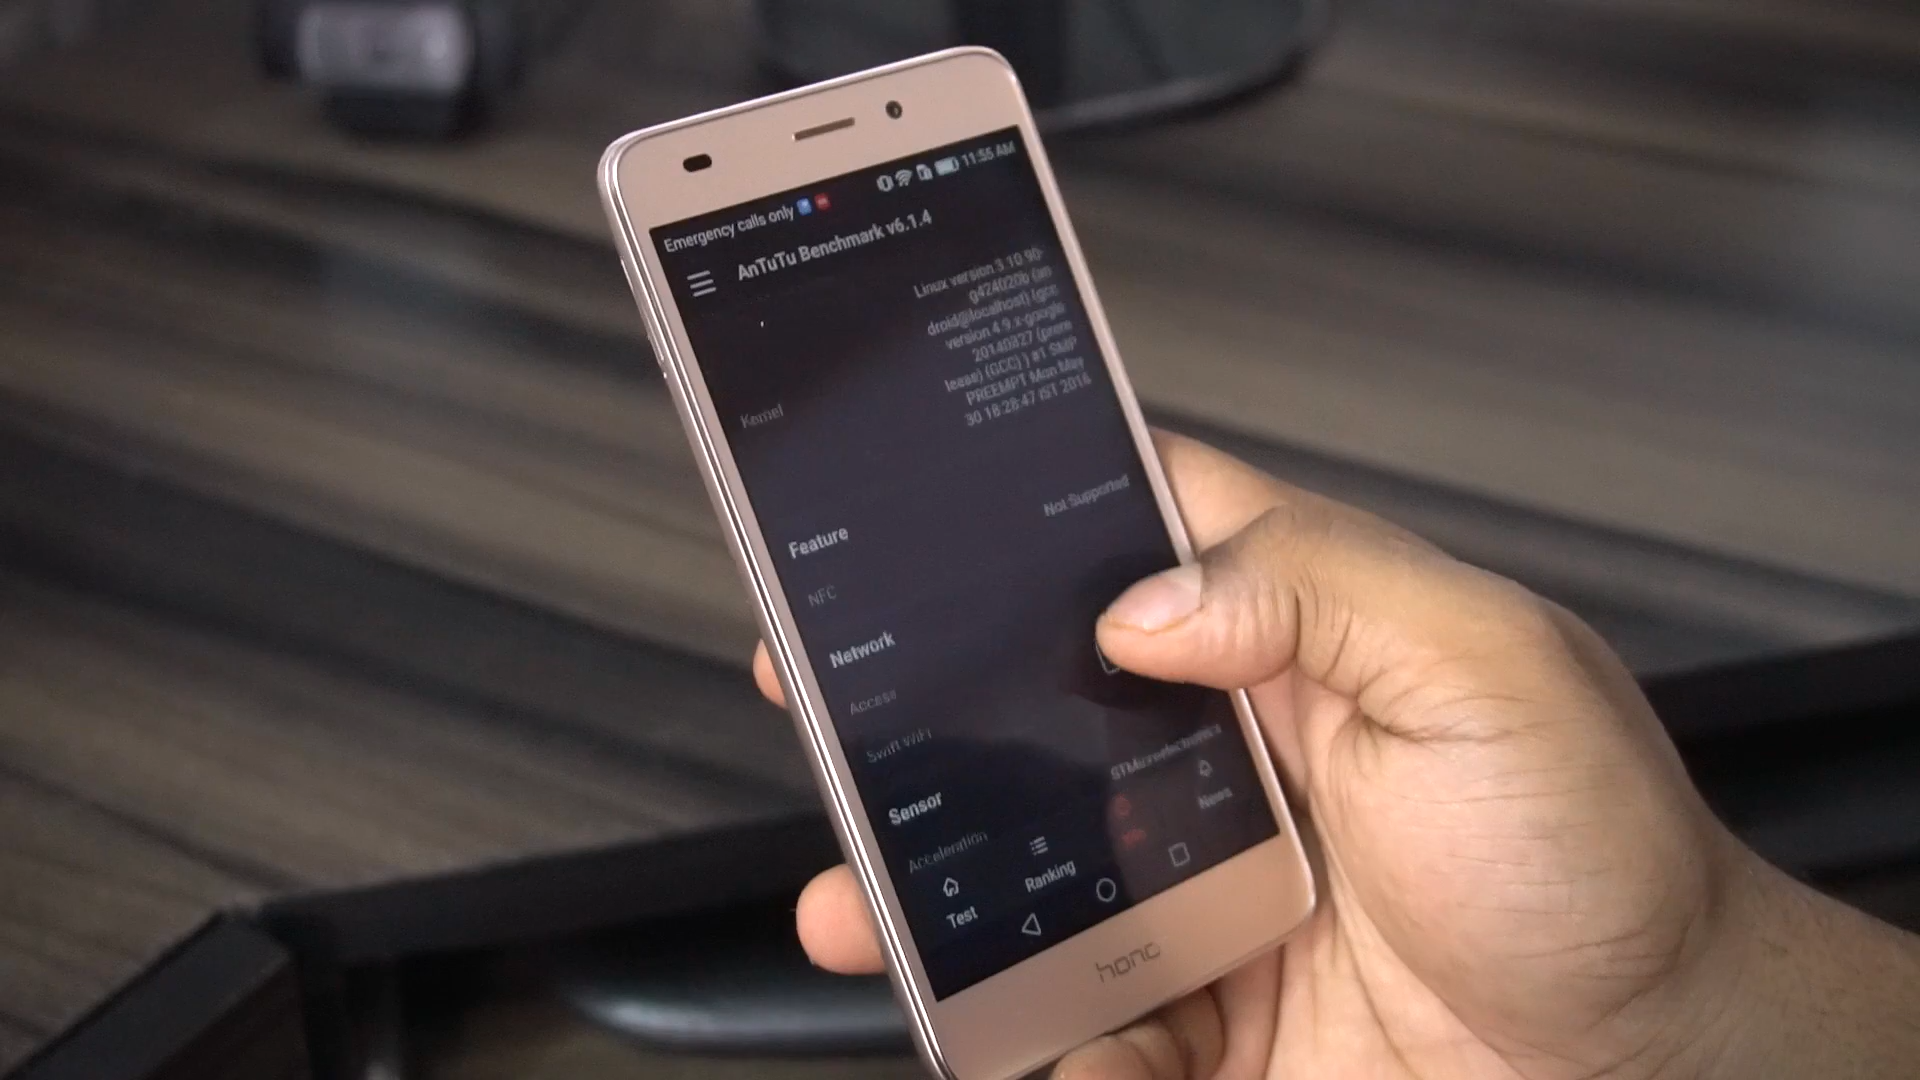 Emergency calls only
11:55 AM
AnTuTu Benchmark v6.1.4
Linux version 3.10.90-
g424020b (an
droid@localhost) (gcc
version 4.9.x-google
20140827 (prere
lease) (GCC) ) #1 SMP
PREEMPT Mon May
30 18:28:47 IST 2016
Kernel
Feature
Not Supported
NFC
Network
Access
Swift WiFi
Sensor
STMicroelectronics
Acceleration
Test
Ranking
News
honor